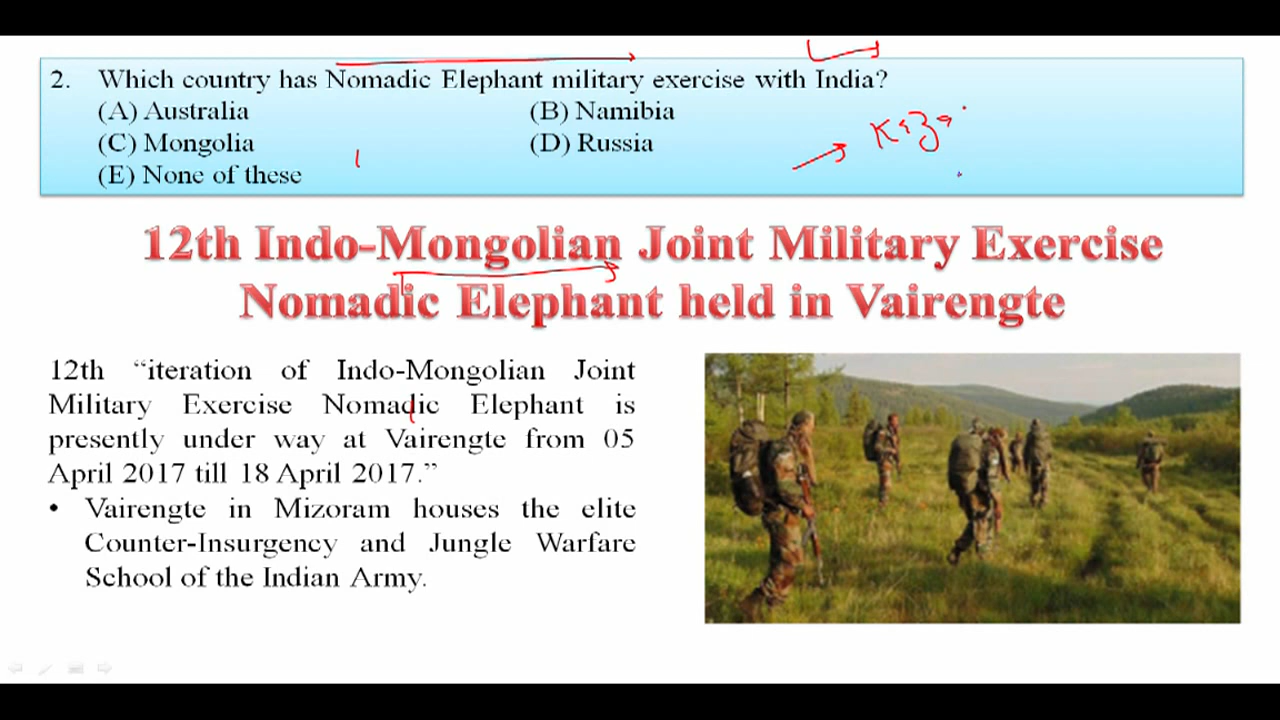 2. Which country has Nomadic Elephant military exercise with India?
(A) Australia (B) Namibia
(C) Mongolia (D) Russia
(E) None of these
12th Indo-Mongolian Joint Military Exercise
Nomadic Elephant held in Vairengte
12th “iteration of Indo-Mongolian Joint
Military Exercise Nomadic Elephant is
presently under way at Vairengte from 05
April 2017 till 18 April 2017.”
• Vairengte in Mizoram houses the elite
Counter-Insurgency and Jungle Warfare
School of the Indian Army.